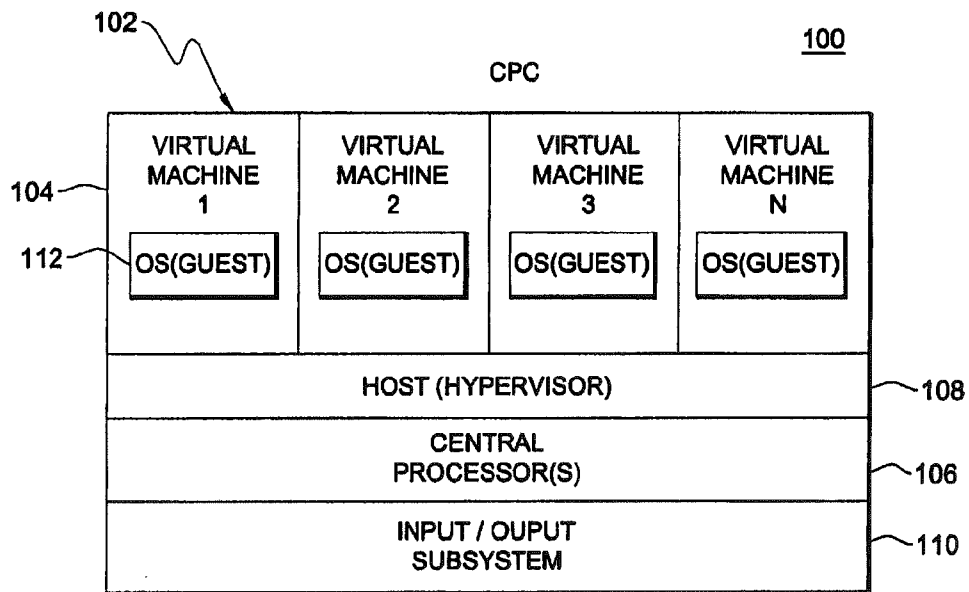 102
100
CPC
VIRTUAL MACHINE 1
VIRTUAL MACHINE 2
VIRTUAL MACHINE 3
VIRTUAL MACHINE N
104
112
OS(GUEST)
OS(GUEST)
OS(GUEST)
OS(GUEST)
HOST (HYPERVISOR)
108
CENTRAL
PROCESSOR(S)
106
INPUT / OUPUT
SUBSYSTEM
110